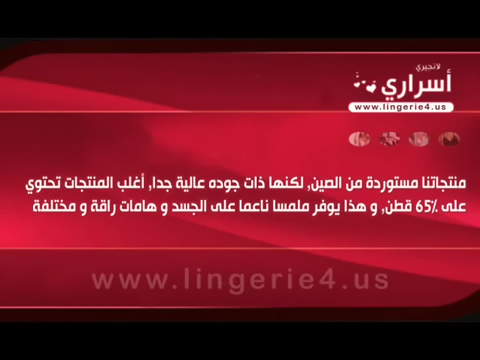 لانجيري
أسراري
www.lingerie4.us
منتجاتنا مستوردة من الصين, لكنها ذات جوده عالية جدا, أغلب المنتجات تحتوي
على 65% قطن, و هذا يوفر ملمسا ناعما على الجسد و هامات راقة و مختلفة
www.lingerie4.us